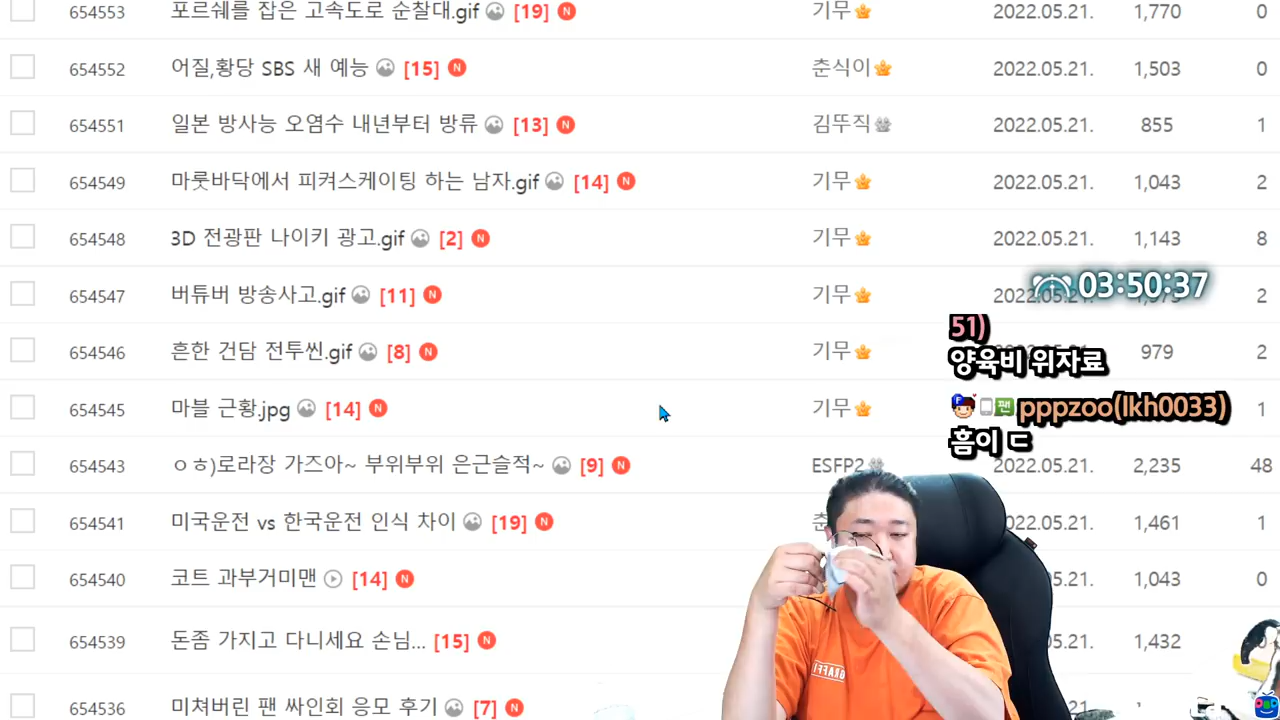 654553 포르쉐를 잡은 고속도로 순찰대.gif [19] N 기무 2022.05.21. 1,770 0
654552 어질,황당 SBS 새 예능 [15] N 춘식이 2022.05.21. 1,503 0
654551 일본 방사능 오염수 내년부터 방류 [13] N 김뚜직 2022.05.21. 855 1
654549 마룻바닥에서 피켜스케이팅 하는 남자.gif [14] N 기무 2022.05.21. 1,043 2
654548 3D 전광판 나이키 광고.gif [2] N 기무 2022.05.21. 1,143 8
03:50:37
654547 버튜버 방송사고.gif [11] N 기무 2
51)
654546 흔한 건담 전투씬.gif [8] N 기무 979 2
양육비 위자료
654545 마블 근황.jpg [14] N 기무 1
F 팬 pppzoo(lkh0033)
흠이 ㄷ
654543 ㅇㅎ)로라장 가즈아~ 부위부위 은근슬적~ [9] N ESFP2 2022.05.21. 2,235 48
654541 미국운전 vs 한국운전 인식 차이 [19] N 022.05.21. 1,461 1
654540 코트 과부거미맨 [14] N .05.21. 1,043 0
654539 돈좀 가지고 다니세요 손님... [15] N 05.21. 1,432
GRAFFI
654536 미쳐버린 팬 싸인회 응모 후기 [7] N